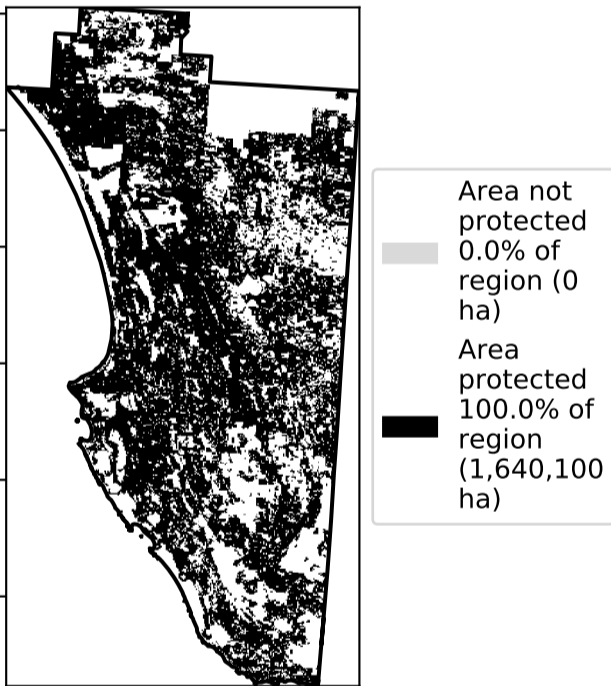 Area not
protected
0.0% of
region (0
ha)
Area
protected
100.0% of
region
(1,640,100
ha)